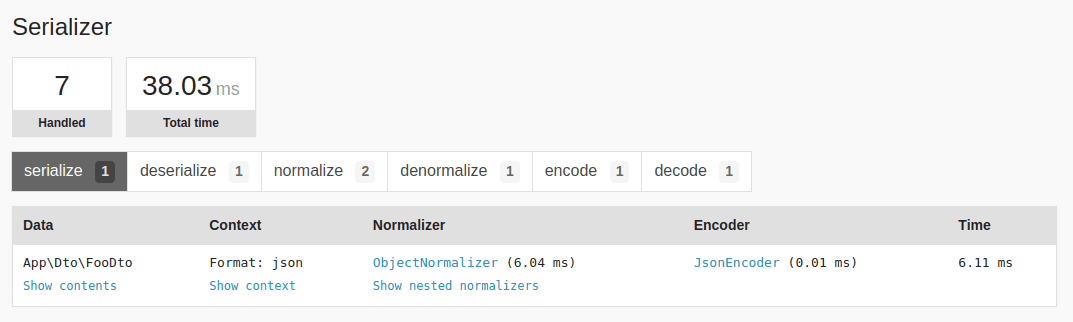 Serializer
7 38.03 ms
Handled Total time
serialize 1 deserialize 1 normalize 2 denormalize 1 encode 1 decode 1
Data Context Normalizer Encoder Time
App\Dto\FooDto Format: json ObjectNormalizer (6.04 ms) JsonEncoder (0.01 ms) 6.11 ms
Show contents Show context Show nested normalizers